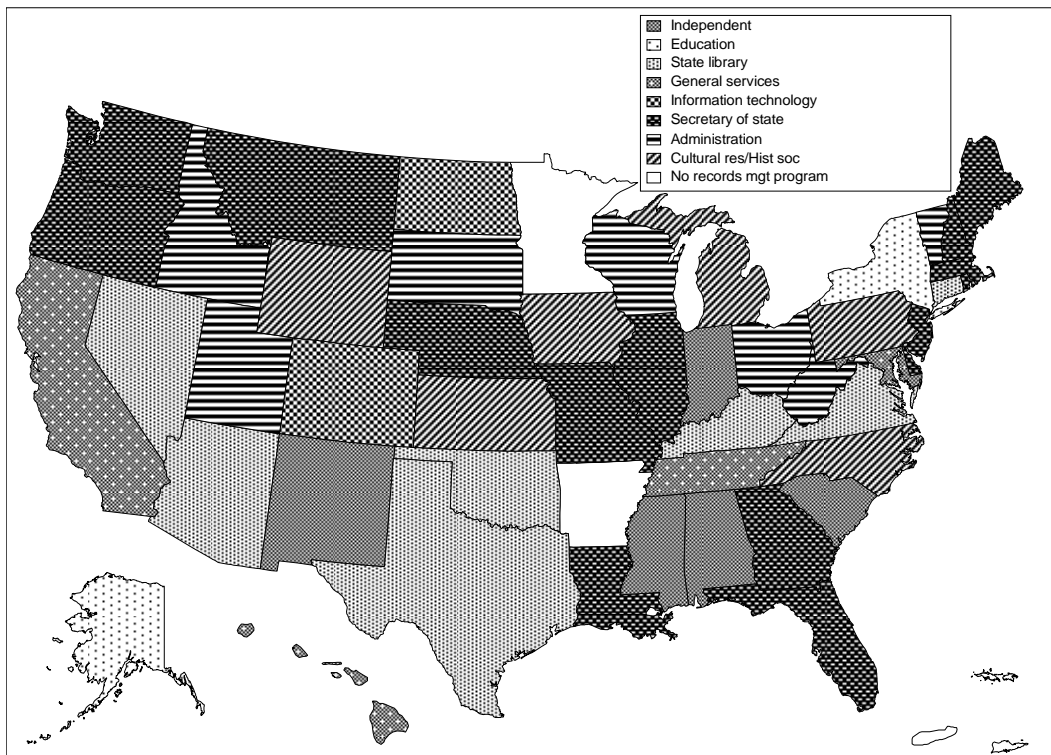 Independent
Education
State library
General services
Information technology
Secretary of state
Administration
Cultural res/Hist soc
No records mgt program